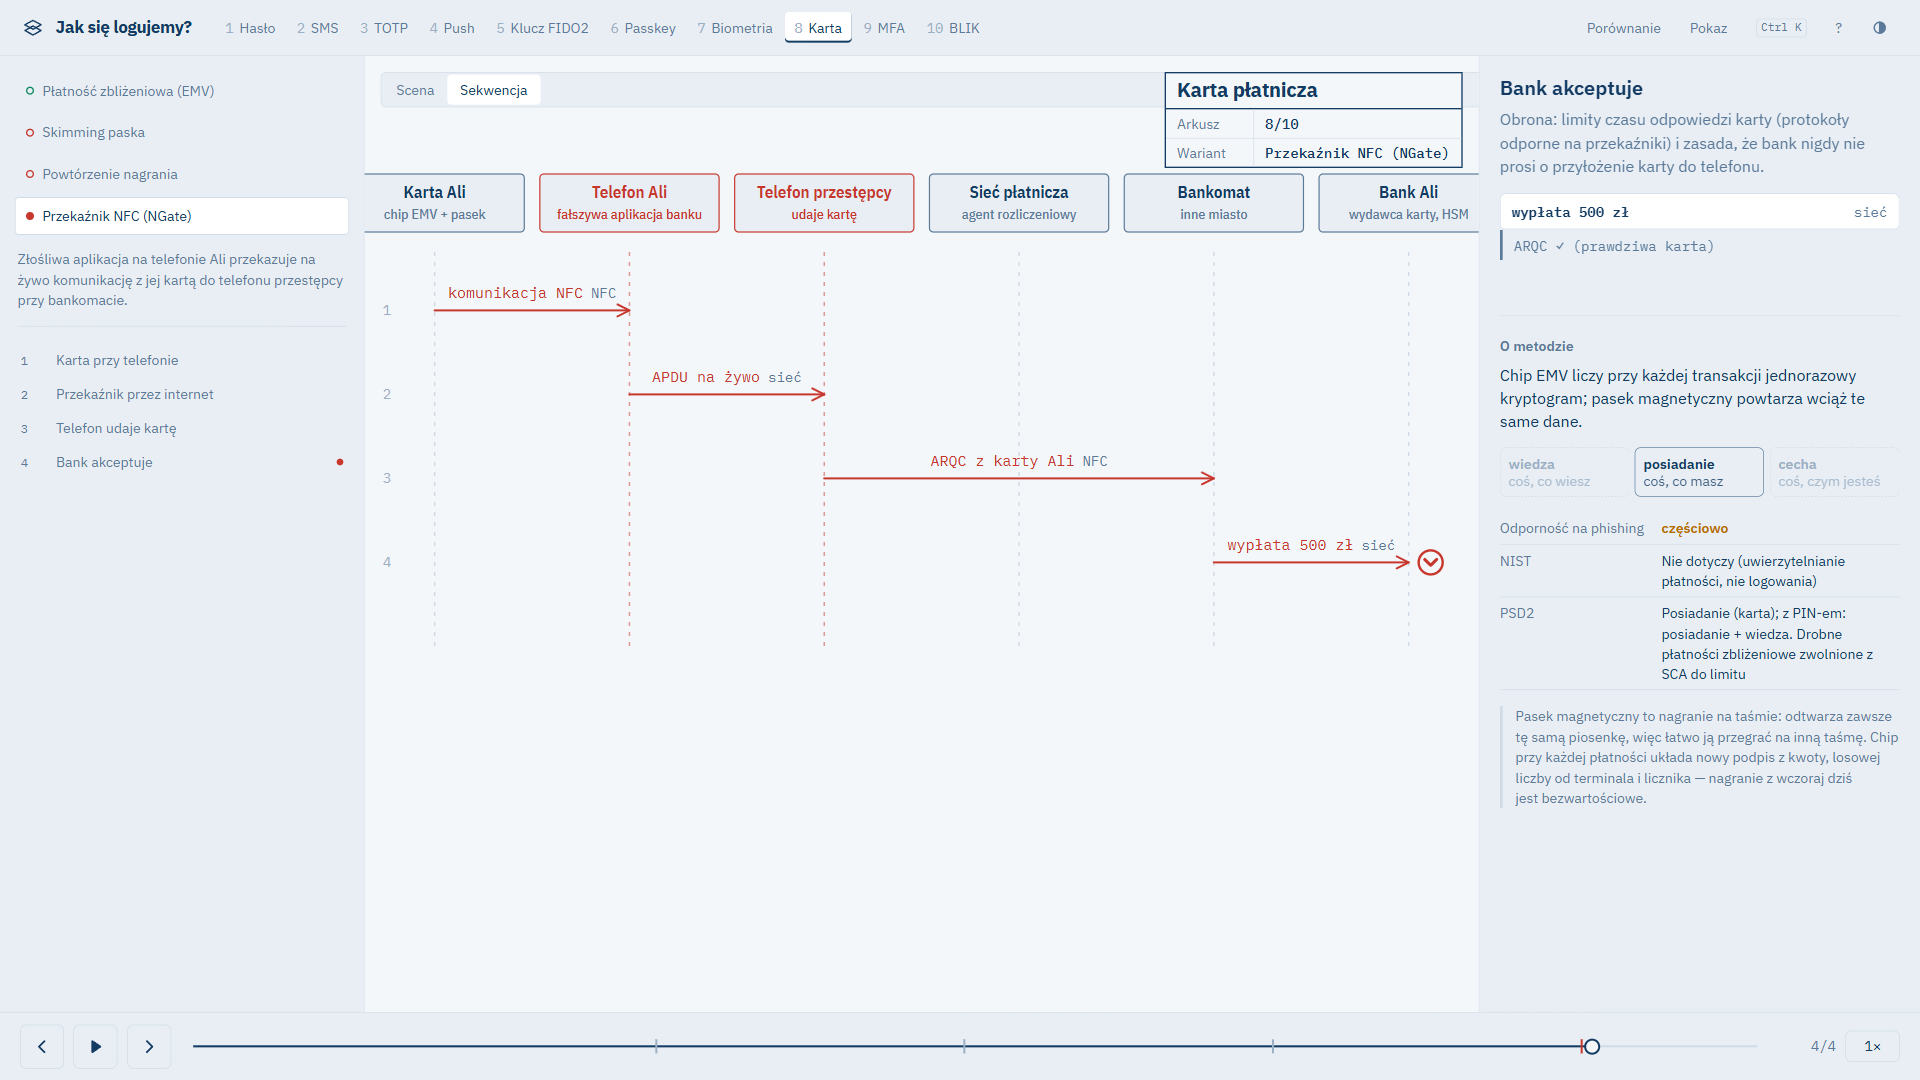 Jak się logujemy?
1 Hasło
2 SMS
3 TOTP
4 Push
5 Klucz FIDO2
6 Passkey
7 Biometria
8 Karta
9 MFA
10 BLIK
Porównanie
Pokaz
Ctrl K
?
Płatność zbliżeniowa (EMV)
Skimming paska
Powtórzenie nagrania
Przekaźnik NFC (NGate)
Złośliwa aplikacja na telefonie Ali przekazuje na
żywo komunikację z jej kartą do telefonu przestępcy
przy bankomacie.
1 Karta przy telefonie
2 Przekaźnik przez internet
3 Telefon udaje kartę
4 Bank akceptuje
Scena
Sekwencja
Karta płatnicza
Arkusz 8/10
Wariant Przekaźnik NFC (NGate)
Karta Ali
chip EMV + pasek
Telefon Ali
fałszywa aplikacja banku
Telefon przestępcy
udaje kartę
Sieć płatnicza
agent rozliczeniowy
Bankomat
inne miasto
Bank Ali
wydawca karty, HSM
1 komunikacja NFC NFC
2 APDU na żywo sieć
3 ARQC z karty Ali NFC
4 wypłata 500 zł sieć
Bank akceptuje
Obrona: limity czasu odpowiedzi karty (protokoły
odporne na przekaźniki) i zasada, że bank nigdy nie
prosi o przyłożenie karty do telefonu.
wypłata 500 zł sieć
ARQC ✓ (prawdziwa karta)
O metodzie
Chip EMV liczy przy każdej transakcji jednorazowy
kryptogram; pasek magnetyczny powtarza wciąż te
same dane.
wiedza
coś, co wiesz
posiadanie
coś, co masz
cecha
coś, czym jesteś
Odporność na phishing częściowo
NIST Nie dotyczy (uwierzytelnianie
płatności, nie logowania)
PSD2 Posiadanie (karta); z PIN-em:
posiadanie + wiedza. Drobne
płatności zbliżeniowe zwolnione z
SCA do limitu
Pasek magnetyczny to nagranie na taśmie: odtwarza zawsze
tę samą piosenkę, więc łatwo ją przegrać na inną taśmę. Chip
przy każdej płatności układa nowy podpis z kwoty, losowej
liczby od terminala i licznika — nagranie z wczoraj dziś
jest bezwartościowe.
4/4
1×